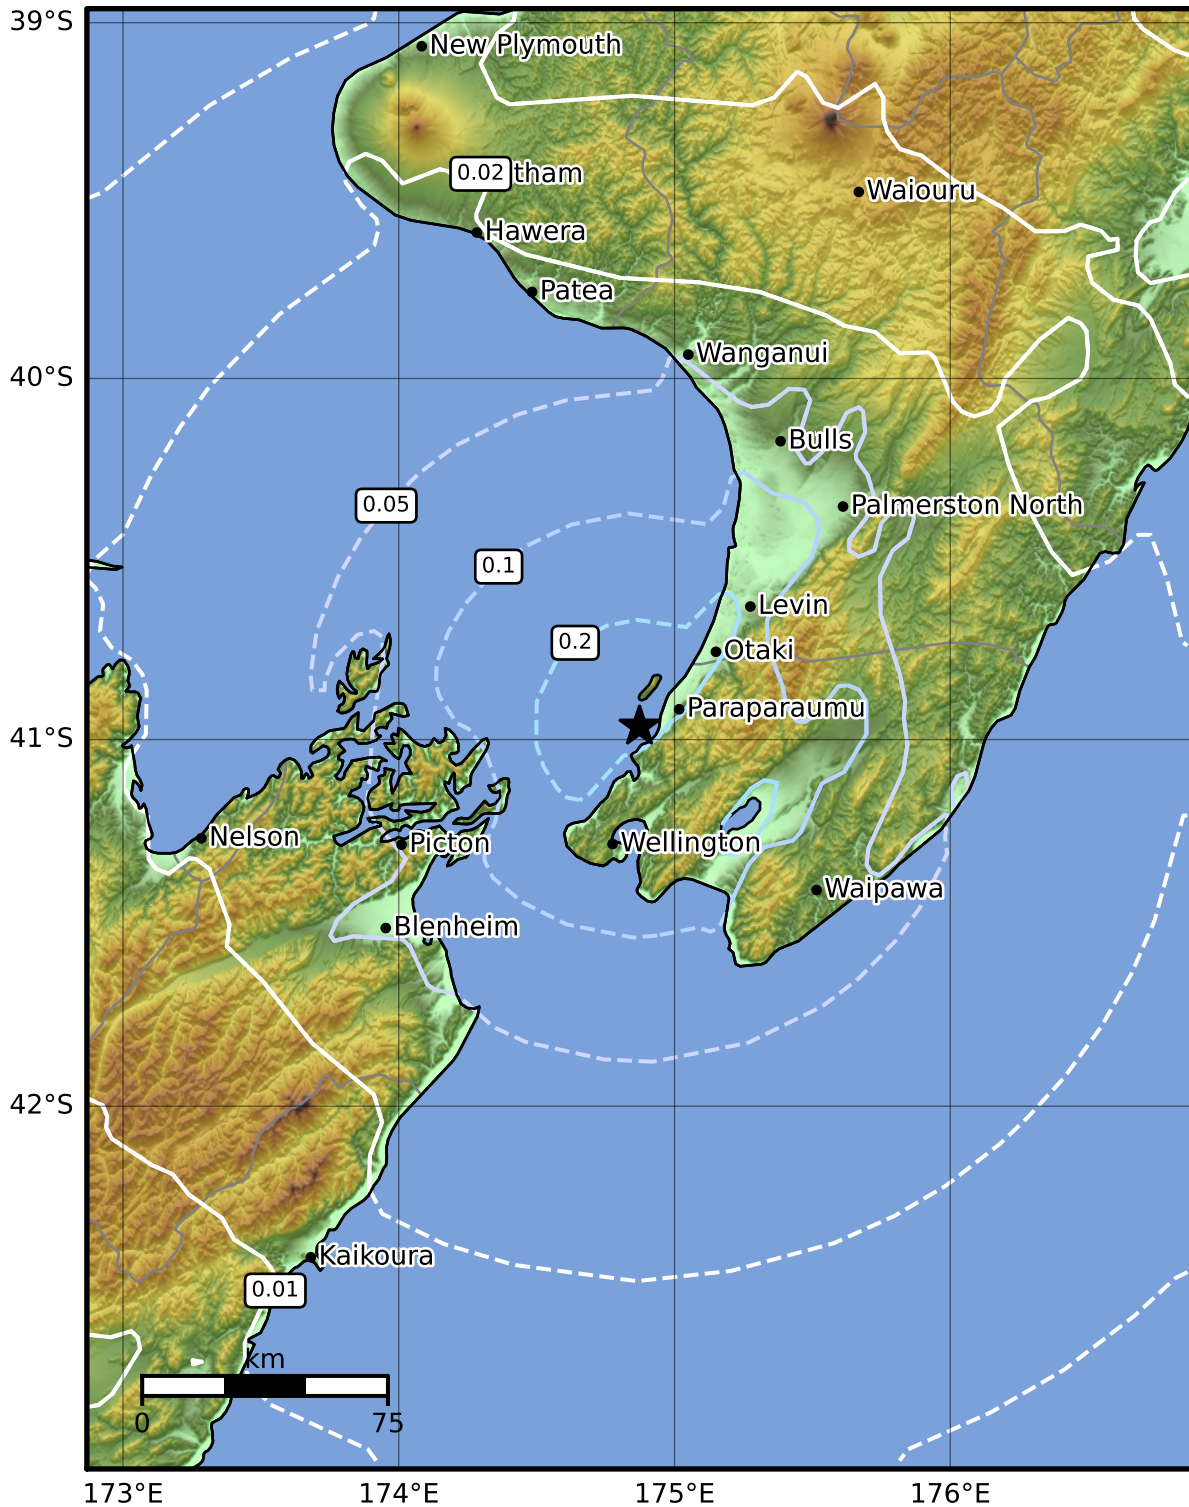 39°S
New Plymouth
0.02
tham
Waiouru
Hawera
Patea
Wanganui
40°S
Bulls
0.05
Palmerston North
0.1
Levin
0.2
Otaki
Paraparaumu
41°S
Nelson
Picton
Wellington
Waipawa
Blenheim
42°S
Kaikoura
0.01
km
0
75
173°E
174°E
175°E
176°E